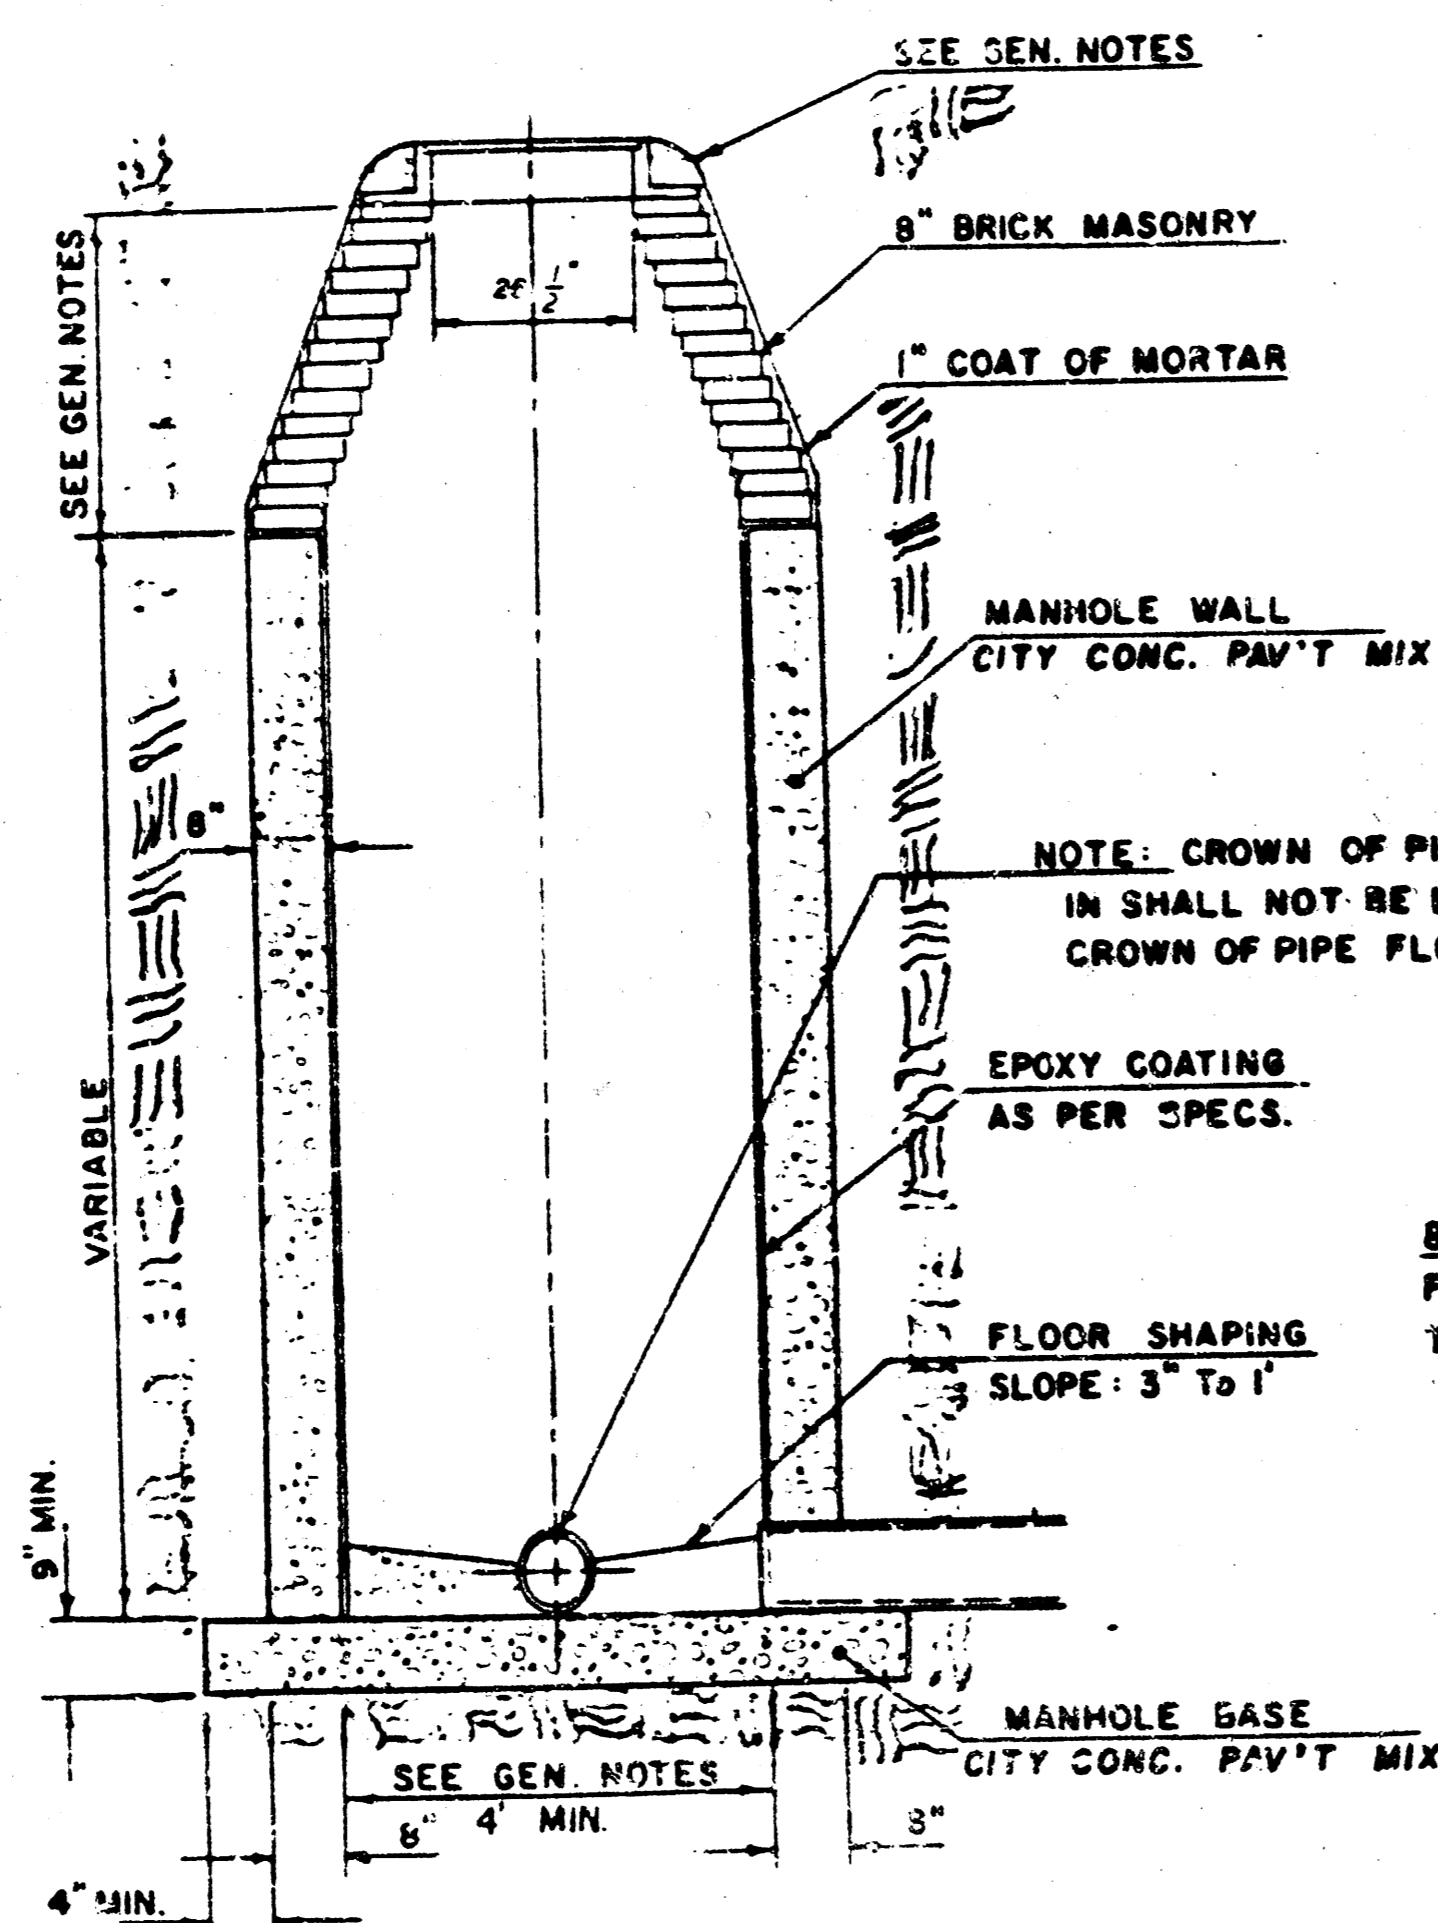 SEE GEN. NOTES
8" BRICK MASONRY
SEE GEN. NOTES
1" COAT OF MORTAR
MANHOLE WALL
CITY CONC. PAV'T MIX
8"
NOTE: CROWN OF
IN SHALL NOT BE
CROWN OF PIPE
EPOXY COATING
AS PER SPECS.
VARIABLE
FLOOR SHAPING
SLOPE: 3" TO 1'
9" MIN.
MANHOLE BASE
CITY CONC. PAV'T MIX
SEE GEN. NOTES
4' MIN.
8"
8"
4" MIN.